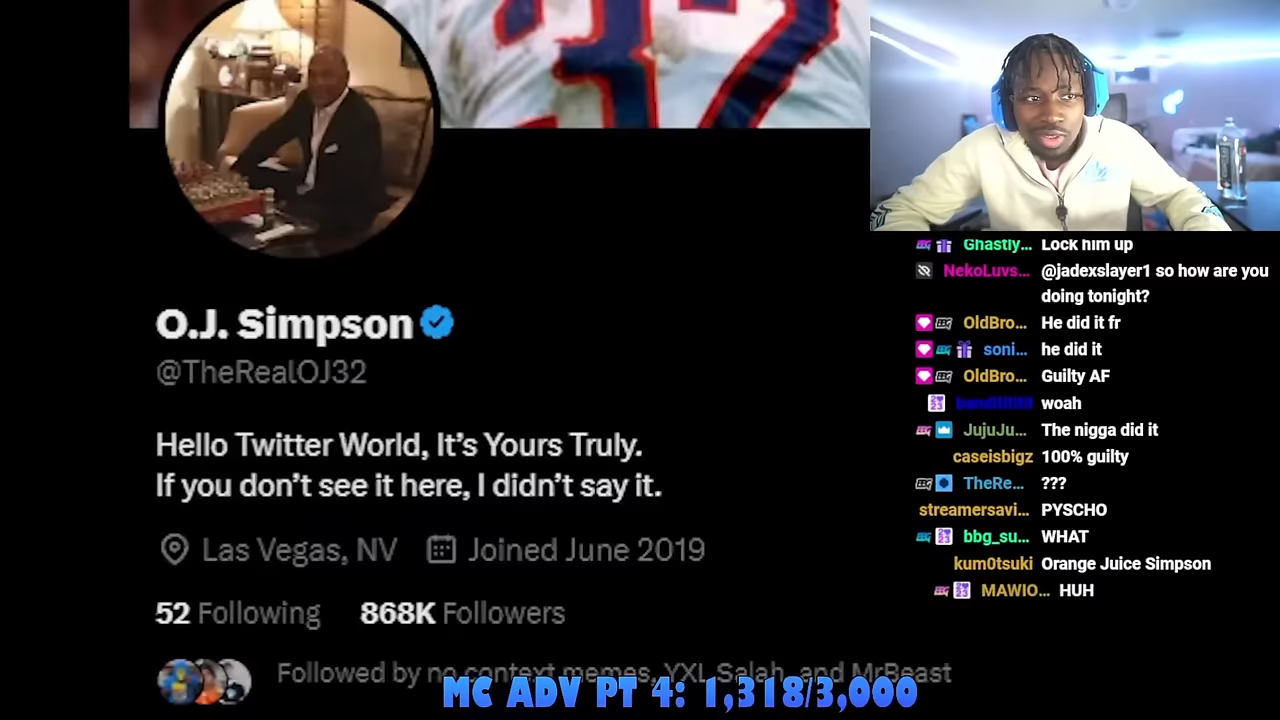 32
O.J. Simpson
@TheRealOJ32
Hello Twitter World, It's Yours Truly.
If you don't see it here, I didn't say it.
Las Vegas, NV Joined June 2019
52 Following 868K Followers
Followed by no context memes, YXL Salah, and MrBeast
MC ADV PT 4: 1,318/3,000
Ghastly... Lock him up
NekoLuvs... @jadexslayer1 so how are you
doing tonight?
OldBro... He did it fr
soni... he did it
OldBro... Guilty AF
woah
JujuJu... The nigga did it
caseisbigz 100% guilty
TheRe... ???
streamersavi... PYSCHO
bbg_su... WHAT
kum0tsuki Orange Juice Simpson
MAWIO... HUH